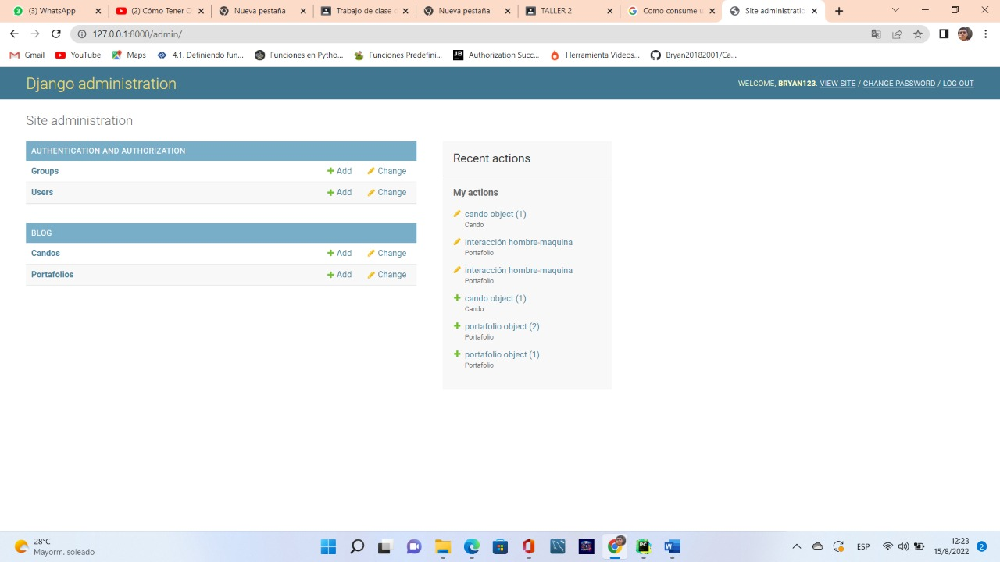 (3) WhatsApp
(2) Cómo Tener C
Nueva pestaña
Trabajo de clase c
Nueva pestaña
TALLER 2
Como consume u
Site administratio
127.0.0.1:8000/admin/
Gmail
YouTube
Maps
4.1. Definiendo fun...
Funciones en Pytho...
Funciones Predefini...
Authorization Succ...
Herramienta Videos...
Bryan20182001/Ca...
Django administration
WELCOME, BRYAN123. VIEW SITE / CHANGE PASSWORD / LOG OUT
Site administration
AUTHENTICATION AND AUTHORIZATION
Groups Add Change
Users Add Change
BLOG
Candos Add Change
Portafolios Add Change
Recent actions
My actions
cando object (1)
Cando
interacción hombre-maquina
Portafolio
interacción hombre-maquina
Portafolio
cando object (1)
Cando
portafolio object (2)
Portafolio
portafolio object (1)
Portafolio
28°C
Mayorm. soleado
ESP
12:23
15/8/2022
2